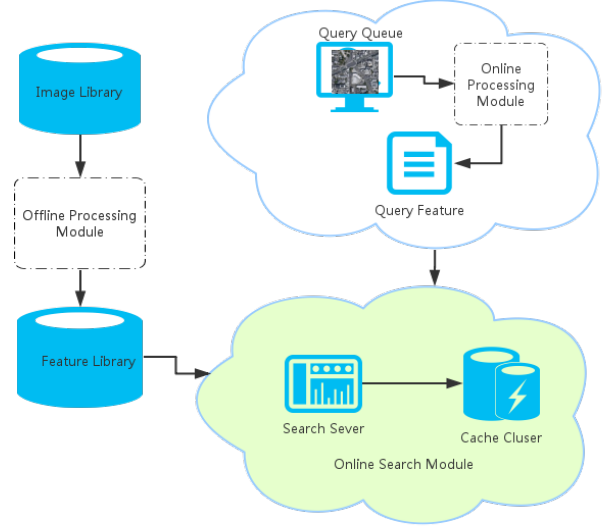 Image Library
Offline Processing
Module
Feature Library
Query Queue
Online
Processing
Module
Query Feature
Search Sever
Cache Cluser
Online Search Module